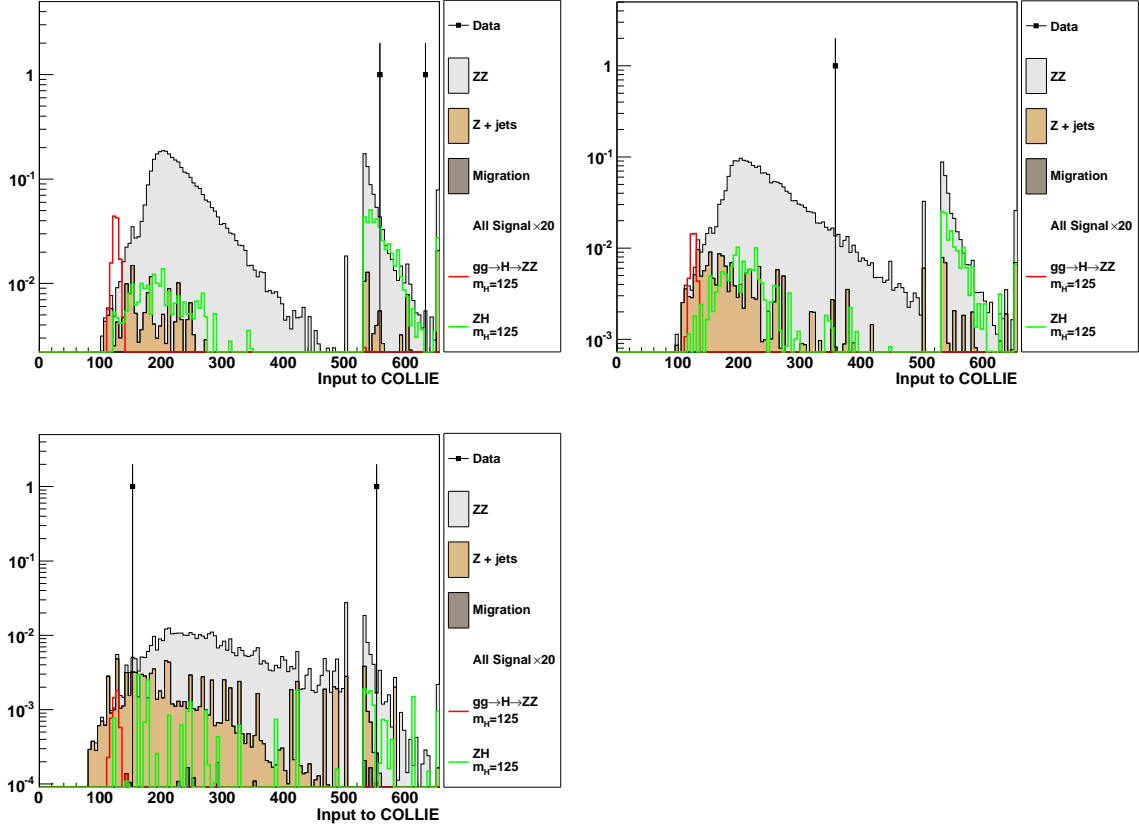 1
10⁻¹
10⁻²
0 100 200 300 400 500 600
Input to COLLIE
Data
ZZ
Z + jets
Migration
All Signal×20
gg→H→ZZ
m_H=125
ZH
m_H=125
1
10⁻¹
10⁻²
10⁻³
0 100 200 300 400 500 600
Input to COLLIE
Data
ZZ
Z + jets
Migration
All Signal×20
gg→H→ZZ
m_H=125
ZH
m_H=125
1
10⁻¹
10⁻²
10⁻³
10⁻⁴
0 100 200 300 400 500 600
Input to COLLIE
Data
ZZ
Z + jets
Migration
All Signal×20
gg→H→ZZ
m_H=125
ZH
m_H=125